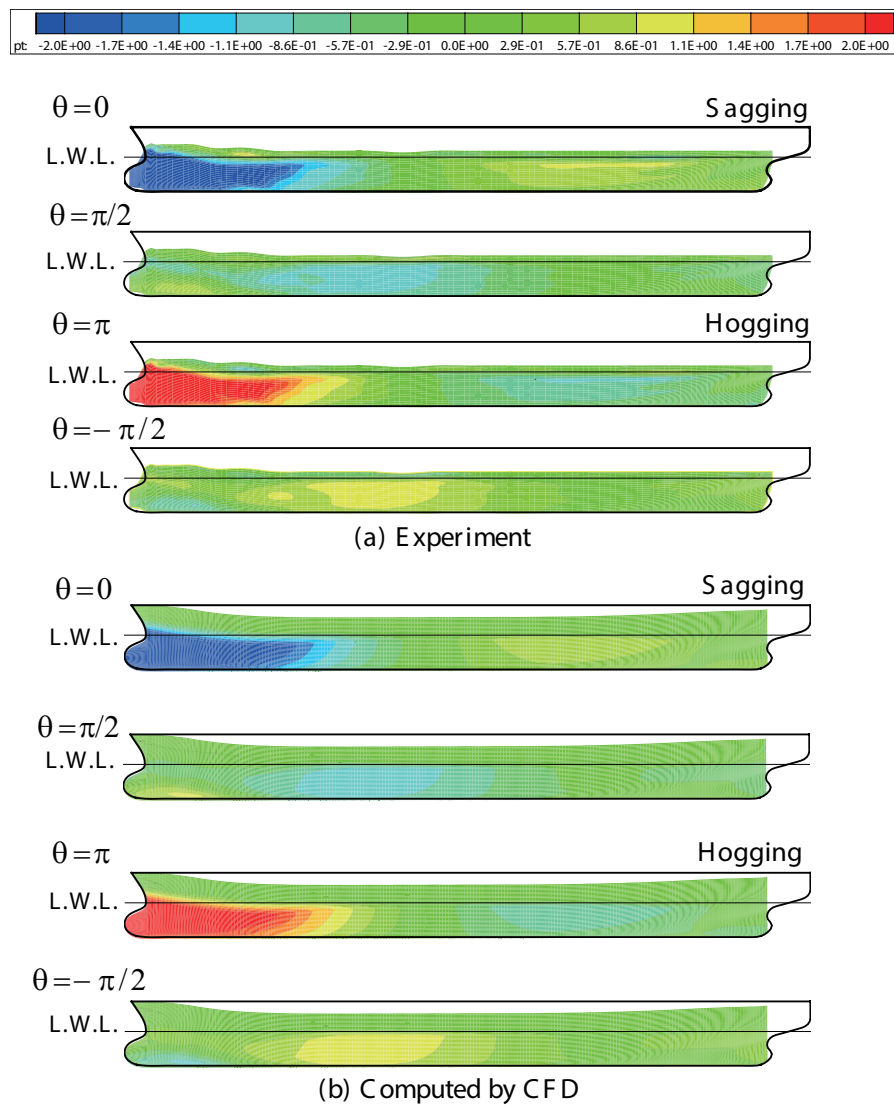 pt: -2.0E+00 -1.7E+00 -1.4E+00 -1.1E+00 -8.6E-01 -5.7E-01 -2.9E-01 0.0E+00 2.9E-01 5.7E-01 8.6E-01 1.1E+00 1.4E+00 1.7E+00 2.0E+00
θ=0 Sagging
L.W.L.
θ=π/2
L.W.L.
θ=π Hogging
L.W.L.
θ=− π/2
L.W.L.
(a) Experiment
θ=0 Sagging
L.W.L.
θ=π/2
L.W.L.
θ=π Hogging
L.W.L.
θ=− π/2
L.W.L.
(b) Computed by CFD